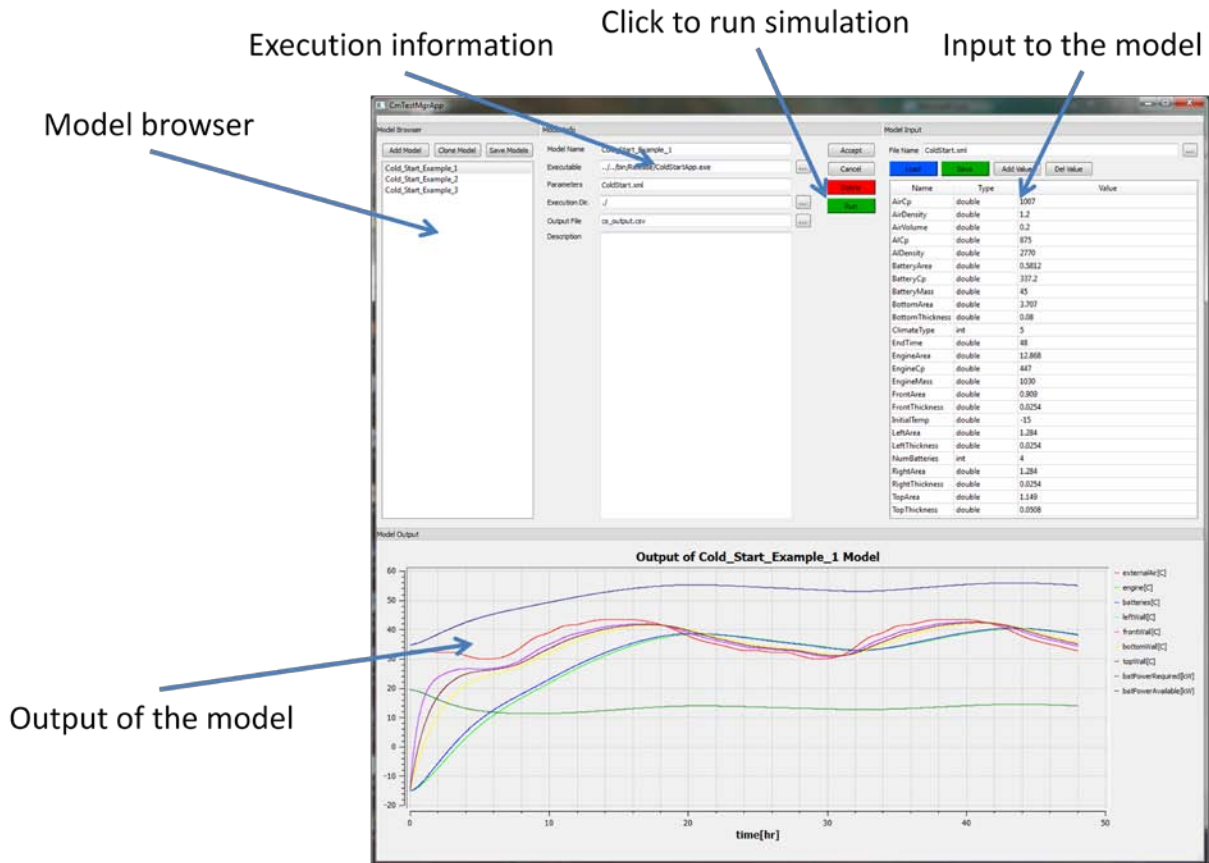 Click to run simulation
Execution information
Input to the model
Model browser
Output of the model
CmTestMgrApp
Model Browser
Add Model Clone Model Save Models
Cold_Start_Example_1
Cold_Start_Example_2
Cold_Start_Example_3
Model Name
Executable ../../bin/Release/ColdStartApp.exe
Parameters ColdStart.xml
Execution Dir. ./
Output File cs_output.csv
Description
Accept
Cancel
Delete
Run
Model Input
File Name ColdStart.xml
Load Save Add Value Del Value
Name Type Value
AirCp double 1007
AirDensity double 1.2
AirVolume double 0.2
AlCp double 875
AlDensity double 2770
BatteryArea double 0.5812
BatteryCp double 337.2
BatteryMass double 45
BottomArea double 3.707
BottomThickness double 0.08
ClimateType int 5
EndTime double 48
EngineArea double 12.868
EngineCp double 447
EngineMass double 1030
FrontArea double 0.909
FrontThickness double 0.0254
InitialTemp double -15
LeftArea double 1.284
LeftThickness double 0.0254
NumBatteries int 4
RightArea double 1.284
RightThickness double 0.0254
TopArea double 1.149
TopThickness double 0.0508
Model Output
Output of Cold_Start_Example_1 Model
60
50
40
30
20
10
0
-10
-20
0 10 20 30 40 50
time[hr]
externalAir[C]
engine[C]
batteries[C]
leftWall[C]
frontWall[C]
bottomWall[C]
topWall[C]
batPowerRequired[kW]
batPowerAvailable[kW]